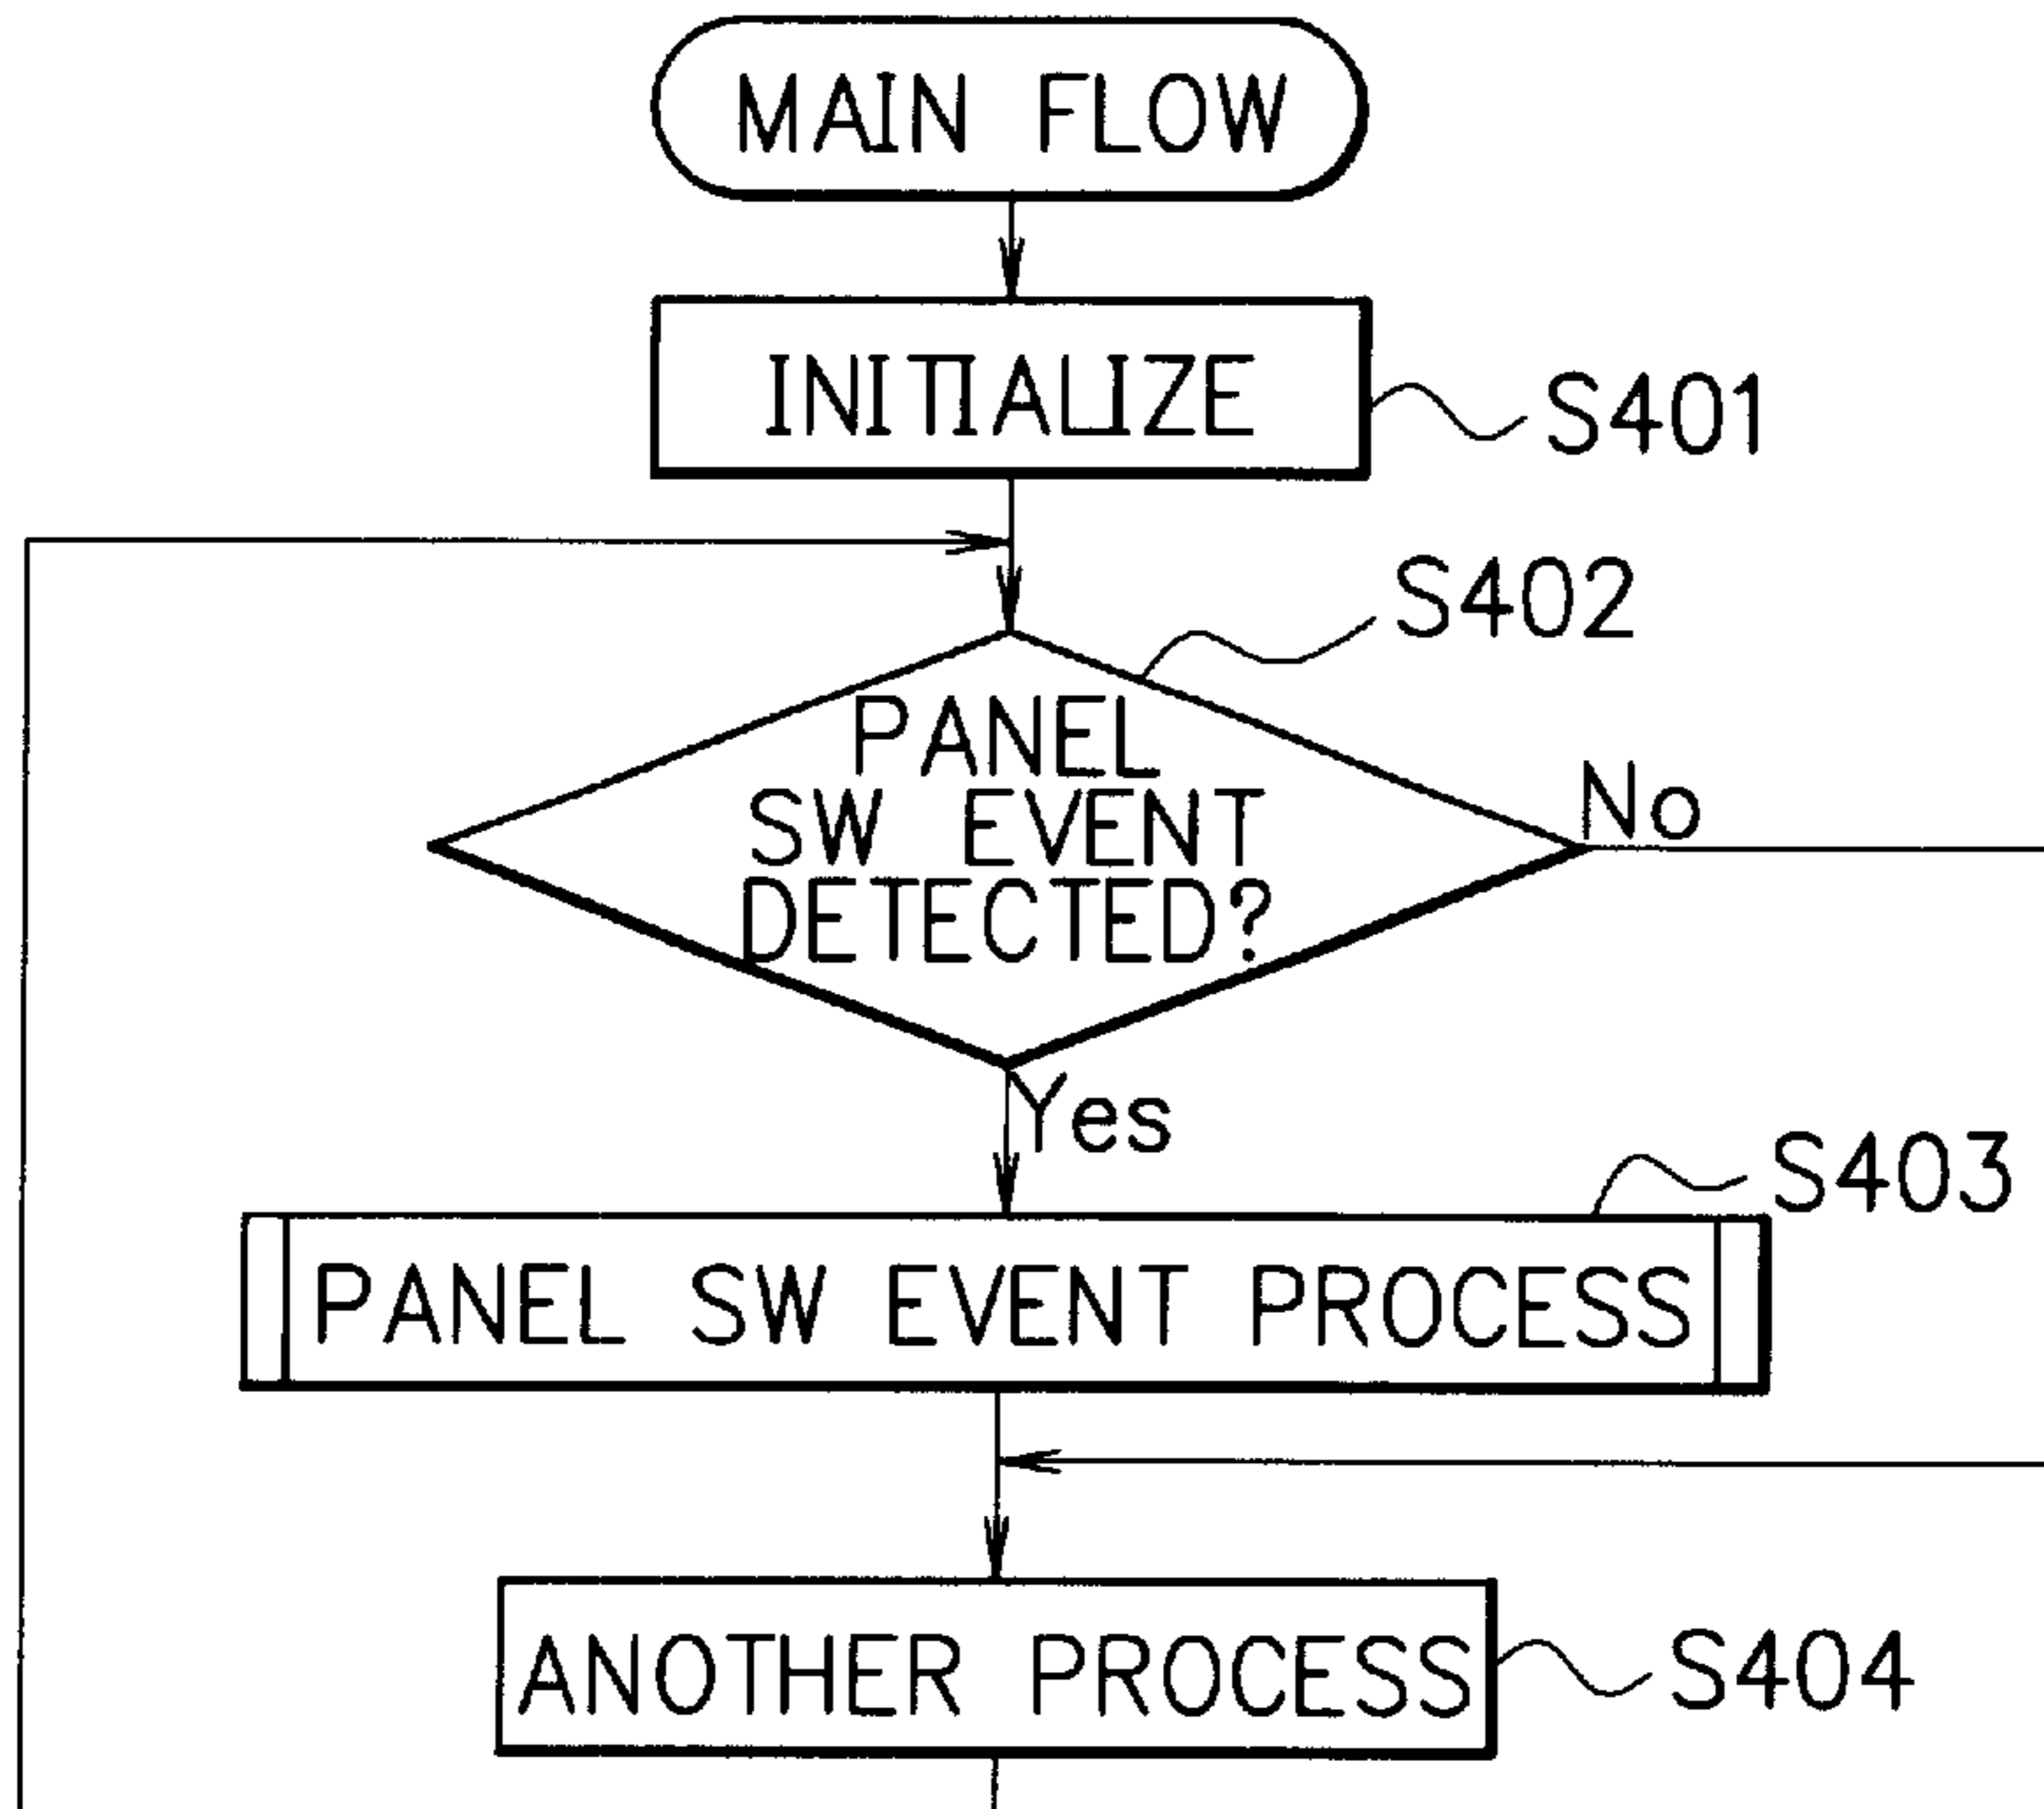 MAIN FLOW
INITIALIZE
S401
S402
PANEL
SW EVENT
DETECTED?
No
Yes
S403
PANEL SW EVENT PROCESS
ANOTHER PROCESS
S404